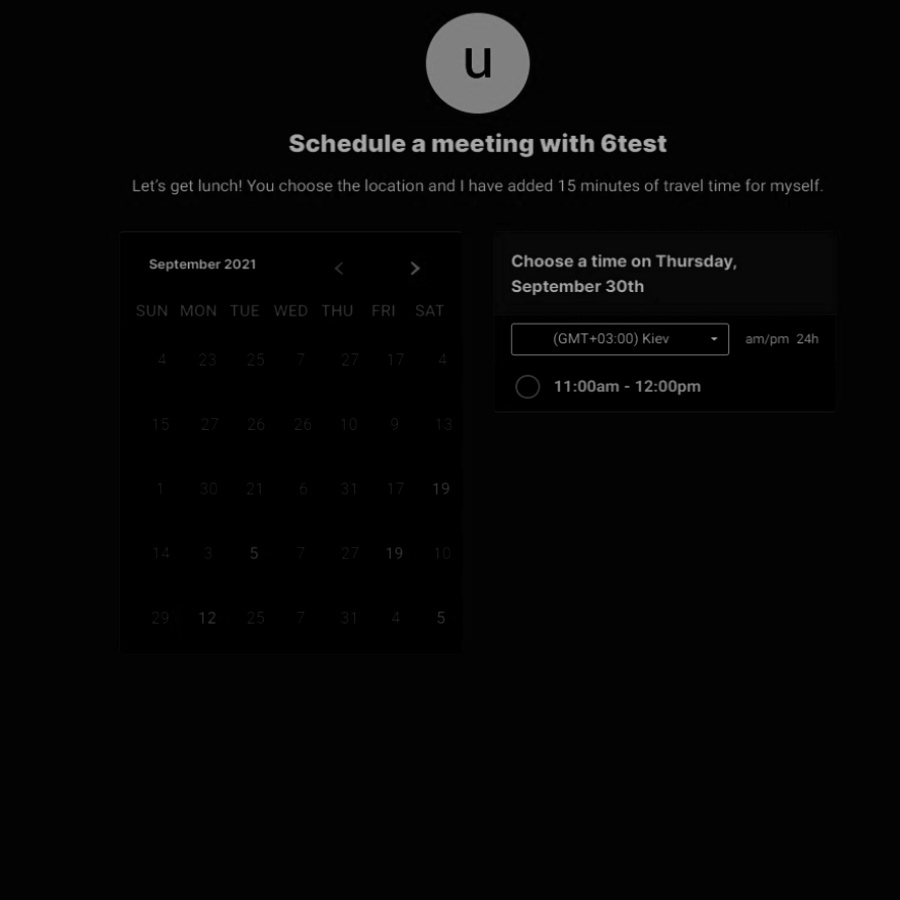 u
Schedule a meeting with 6test
Let's get lunch! You choose the location and I have added 15 minutes of travel time for myself.
September 2021
SUN MON TUE WED THU FRI SAT
4 23 25 7 27 17 4
15 27 26 26 10 9 13
1 30 21 6 31 17 19
14 3 5 7 27 19 10
29 12 25 7 31 4 5
Choose a time on Thursday,
September 30th
(GMT+03:00) Kiev am/pm 24h
11:00am - 12:00pm